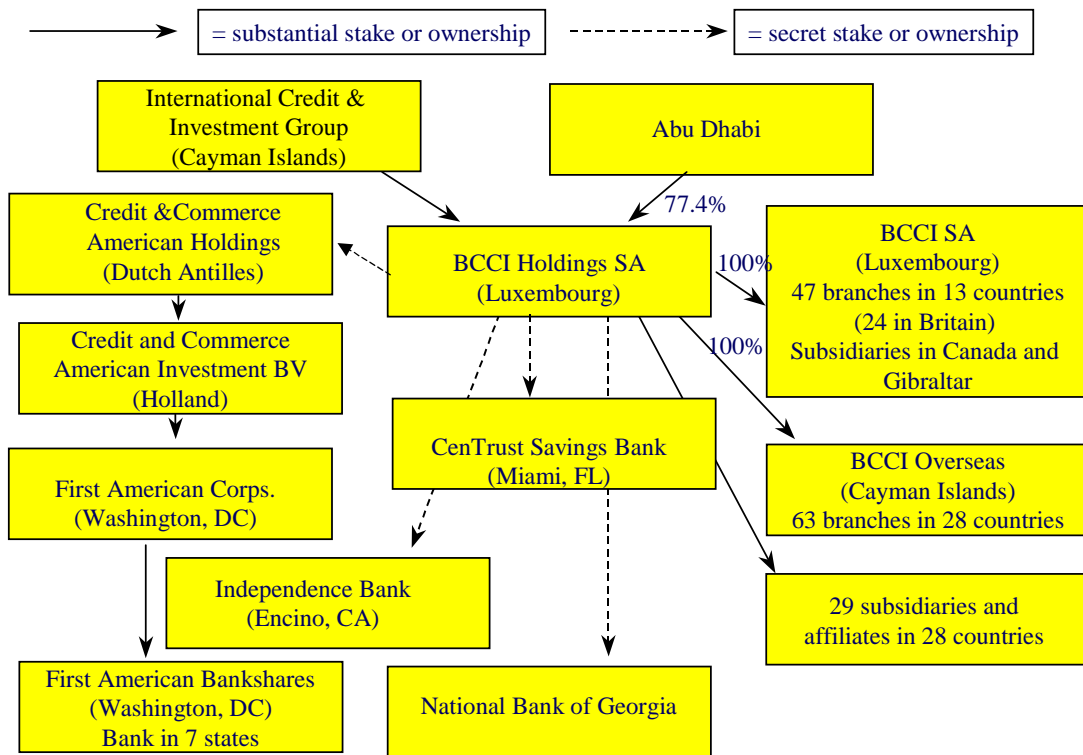 = substantial stake or ownership
= secret stake or ownership
International Credit &
Investment Group
(Cayman Islands)
Abu Dhabi
77.4%
Credit &Commerce
American Holdings
(Dutch Antilles)
BCCI Holdings SA
(Luxembourg)
100%
BCCI SA
(Luxembourg)
47 branches in 13 countries
(24 in Britain)
Subsidiaries in Canada and
Gibraltar
Credit and Commerce
American Investment BV
(Holland)
100%
CenTrust Savings Bank
(Miami, FL)
BCCI Overseas
(Cayman Islands)
63 branches in 28 countries
First American Corps.
(Washington, DC)
Independence Bank
(Encino, CA)
29 subsidiaries and
affiliates in 28 countries
First American Bankshares
(Washington, DC)
Bank in 7 states
National Bank of Georgia